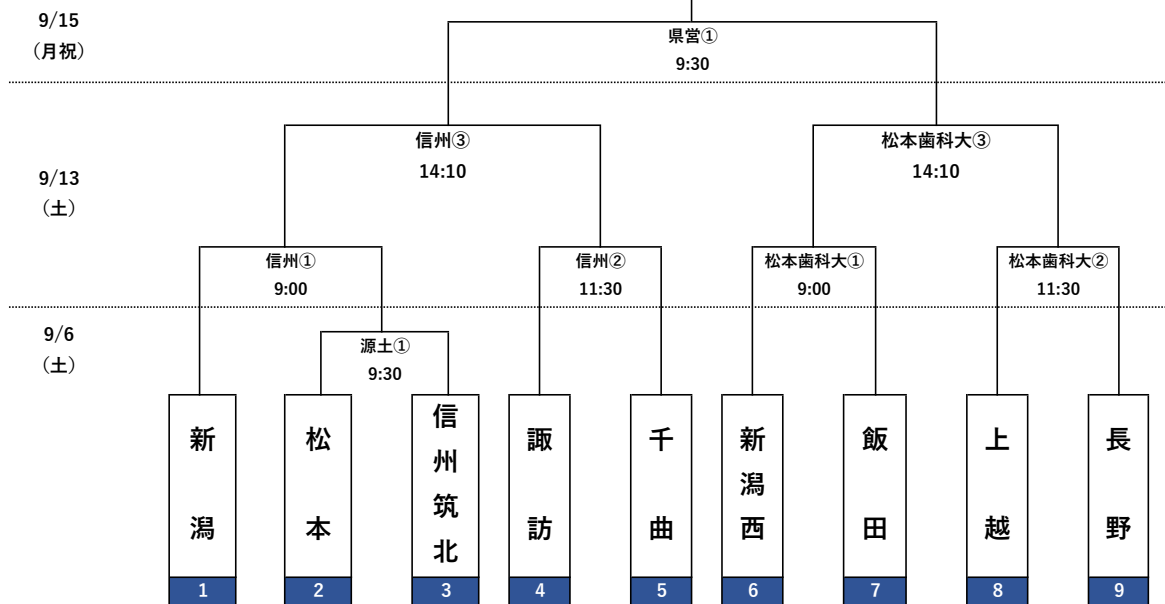 9/15
（月祝）
県営①
9:30
信州③
14:10
松本歯科大③
14:10
9/13
（土）
信州①
9:00
信州②
11:30
松本歯科大①
9:00
松本歯科大②
11:30
9/6
（土）
源土①
9:30
新潟
松本
信州筑北
諏訪
千曲
新潟西
飯田
上越
長野
1
2
3
4
5
6
7
8
9